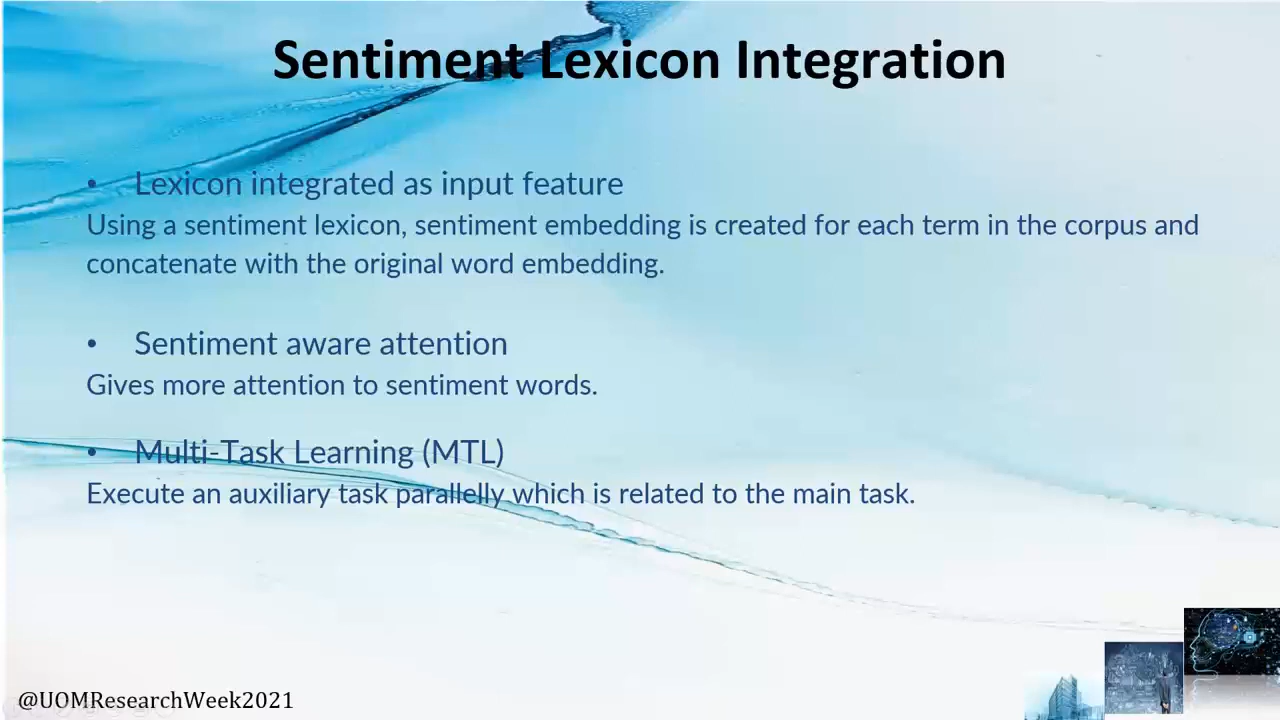 Sentiment Lexicon Integration
• Lexicon integrated as input feature
Using a sentiment lexicon, sentiment embedding is created for each term in the corpus and
concatenate with the original word embedding.
• Sentiment aware attention
Gives more attention to sentiment words.
• Multi-Task Learning (MTL)
Execute an auxiliary task parallelly which is related to the main task.
@UOMResearchWeek2021